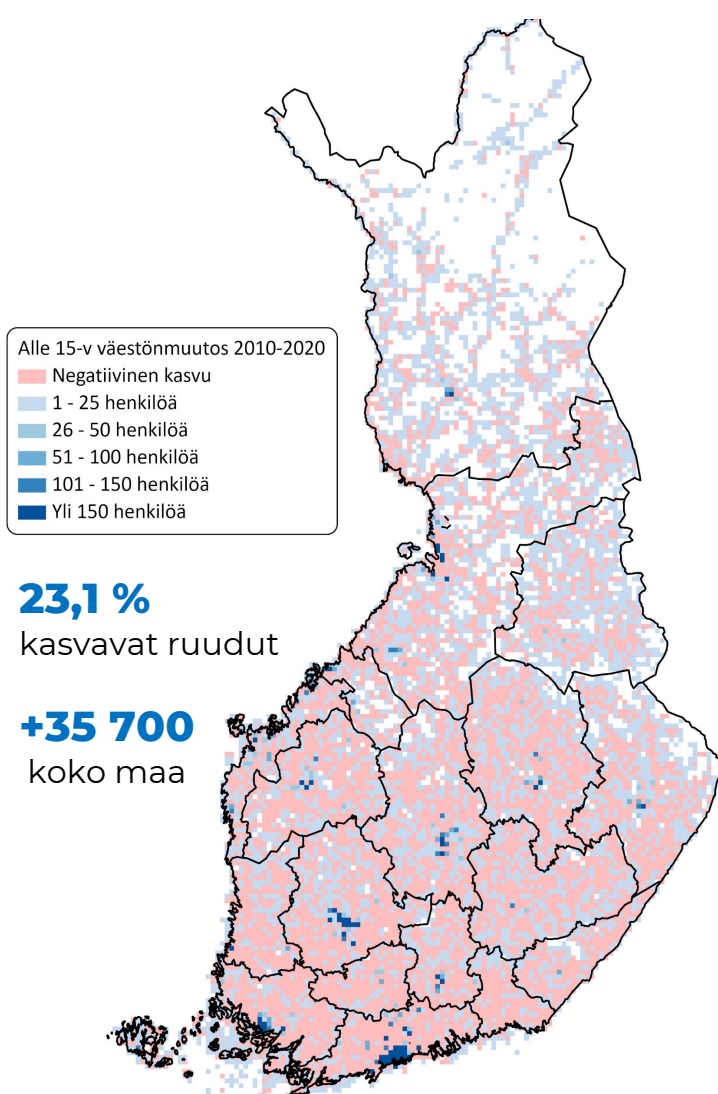 Alle 15-v väestönmuutos 2010-2020
Negatiivinen kasvu
1 - 25 henkilöä
26 - 50 henkilöä
51 - 100 henkilöä
101 - 150 henkilöä
Yli 150 henkilöä
23,1 %
kasvavat ruudut
+35 700
koko maa